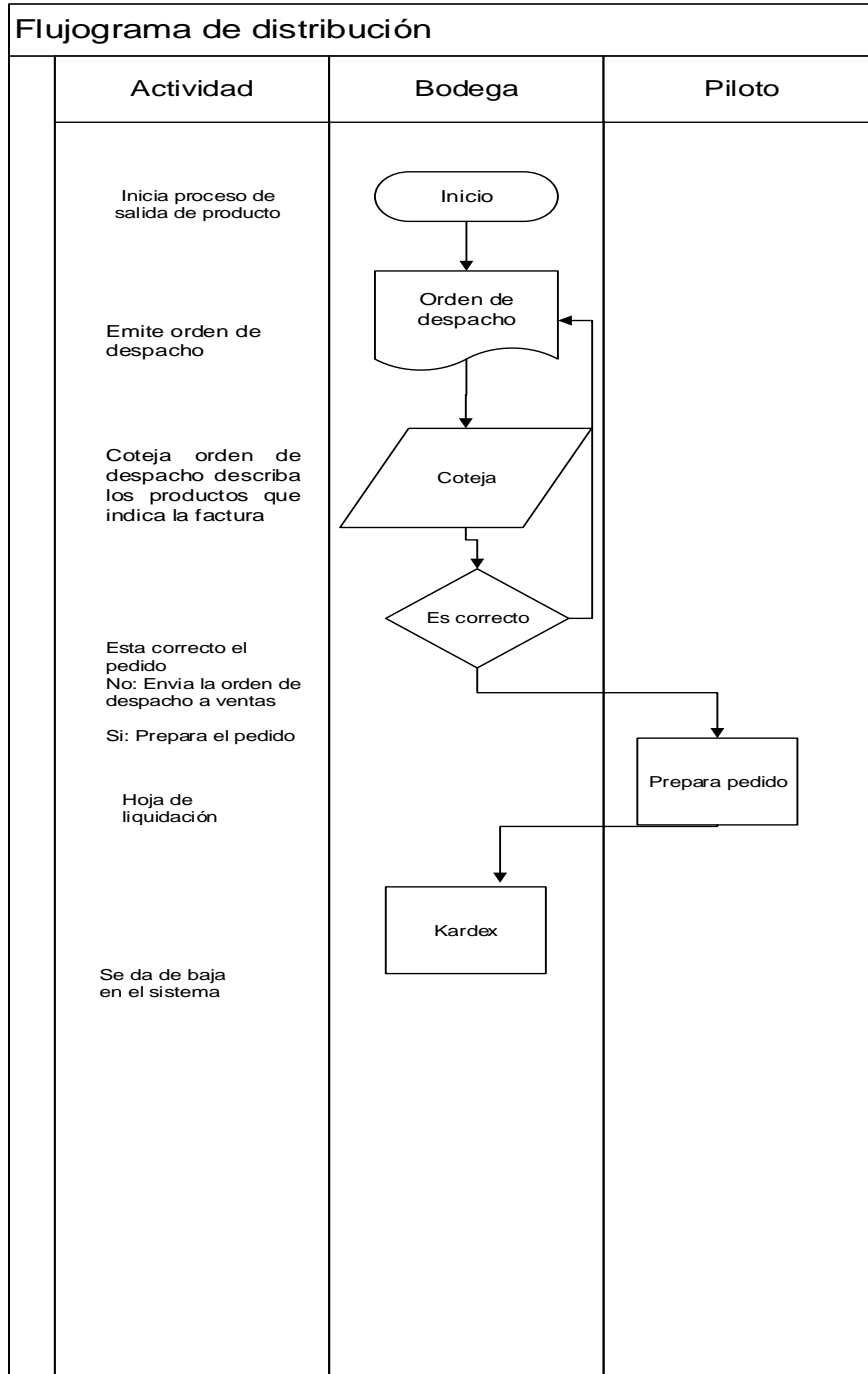 Flujograma de distribución
Actividad
Bodega
Piloto
Inicia proceso de
salida de producto
Inicio
Orden de
despacho
Emite orden de
despacho
Coteja orden de
despacho describa
los productos que
indica la factura
Coteja
Es correcto
Esta correcto el
pedido
No: Envia la orden de
despacho a ventas
Si: Prepara el pedido
Prepara pedido
Hoja de
liquidación
Kardex
Se da de baja
en el sistema